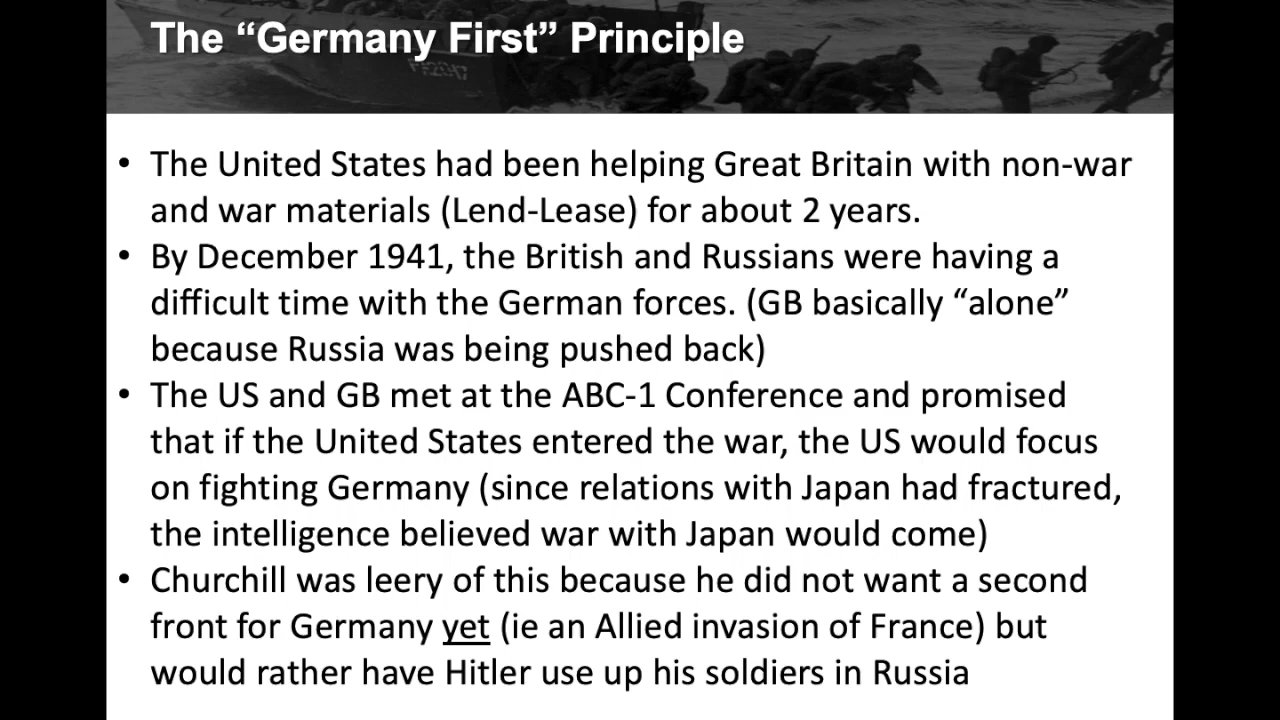 The “Germany First” Principle
• The United States had been helping Great Britain with non-war
and war materials (Lend-Lease) for about 2 years.
• By December 1941, the British and Russians were having a
difficult time with the German forces. (GB basically “alone”
because Russia was being pushed back)
• The US and GB met at the ABC-1 Conference and promised
that if the United States entered the war, the US would focus
on fighting Germany (since relations with Japan had fractured,
the intelligence believed war with Japan would come)
• Churchill was leery of this because he did not want a second
front for Germany yet (ie an Allied invasion of France) but
would rather have Hitler use up his soldiers in Russia